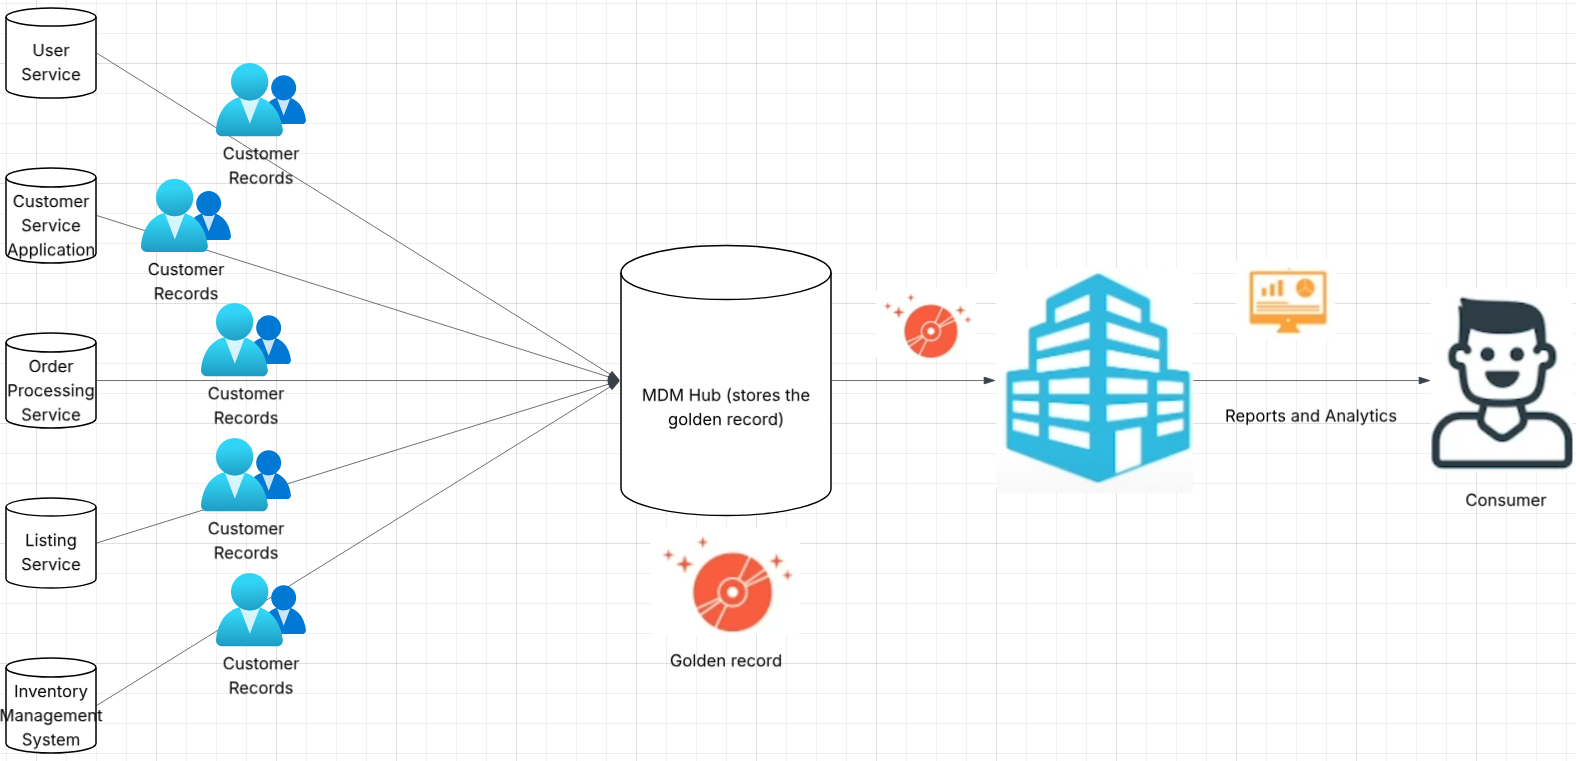 User
Service
Customer
Records
Customer
Service
Application
Customer
Records
Order
Processing
Service
Customer
Records
Listing
Service
Customer
Records
Inventory
Management
System
Customer
Records
MDM Hub (stores the
golden record)
Golden record
Reports and Analytics
Consumer